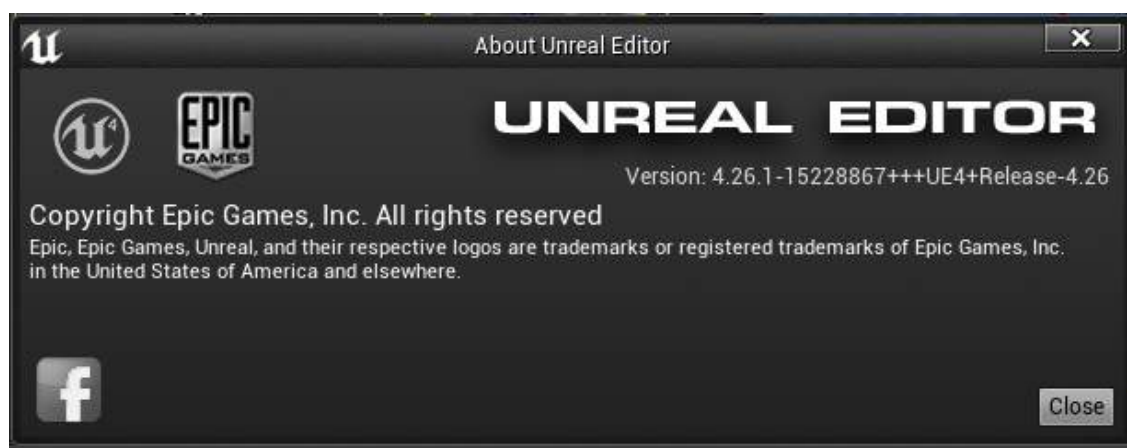 About Unreal Editor
EPIC
GAMES
UNREAL EDITOR
Version: 4.26.1-15228867+++UE4+Release-4.26
Copyright Epic Games, Inc. All rights reserved
Epic, Epic Games, Unreal, and their respective logos are trademarks or registered trademarks of Epic Games, Inc.
in the United States of America and elsewhere.
Close